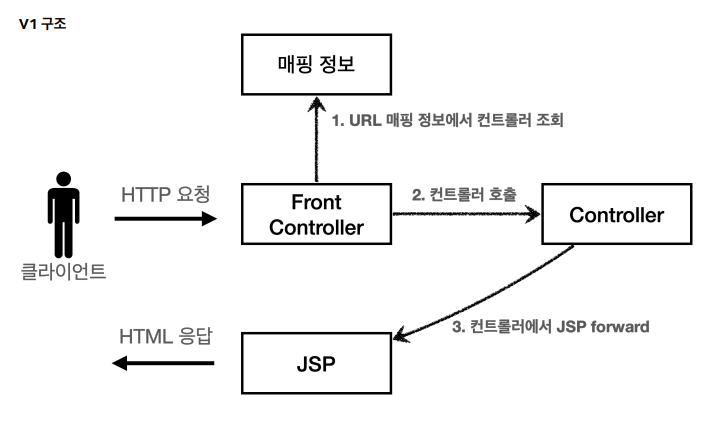 V1 구조
매핑 정보
1. URL 매핑 정보에서 컨트롤러 조회
HTTP 요청
Front
Controller
2. 컨트롤러 호출
Controller
클라이언트
3. 컨트롤러에서 JSP forward
HTML 응답
JSP